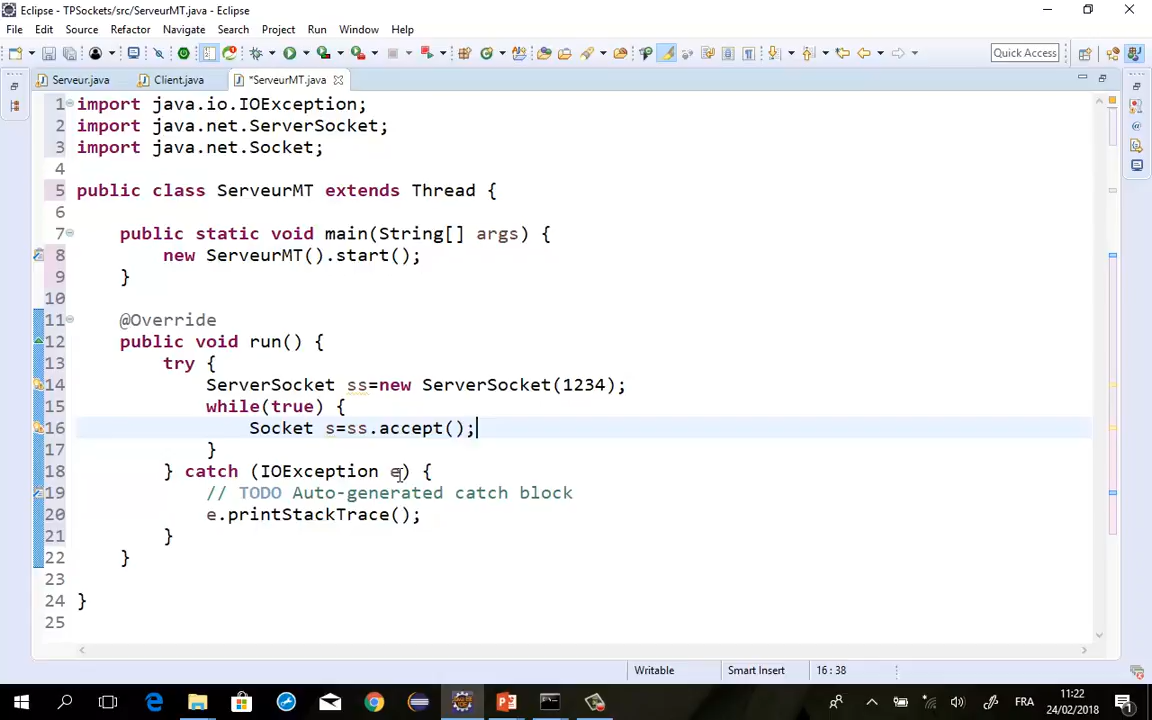 Eclipse - TPSockets/src/ServeurMT.java - Eclipse
File Edit Source Refactor Navigate Search Project Run Window Help
Quick Access
Serveur.java Client.java *ServeurMT.java
1 import java.io.IOException;
2 import java.net.ServerSocket;
3 import java.net.Socket;
4
5 public class ServeurMT extends Thread {
6
7 public static void main(String[] args) {
8 new ServeurMT().start();
9 }
10
11 @Override
12 public void run() {
13 try {
14 ServerSocket ss=new ServerSocket(1234);
15 while(true) {
16 Socket s=ss.accept();
17 }
18 } catch (IOException e) {
19 // TODO Auto-generated catch block
20 e.printStackTrace();
21 }
22 }
23
24 }
25
Writable Smart Insert 16 : 38
FRA
11:22
24/02/2018